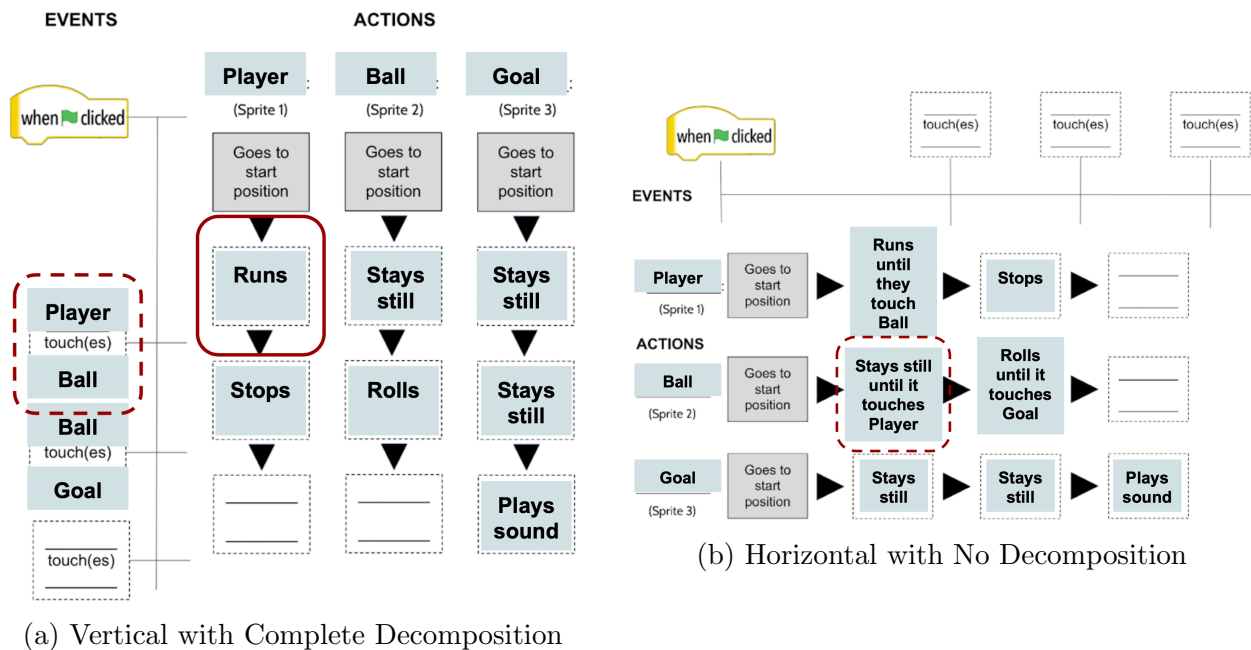 EVENTS
ACTIONS
when clicked
Player
:
(Sprite 1)
Ball
:
(Sprite 2)
Goal
:
(Sprite 3)
Goes to
start
position
Goes to
start
position
Goes to
start
position
Runs
Stays
still
Stays
still
Player
touch(es)
Ball
Stops
Rolls
Stays
still
Ball
touch(es)
Goal
Plays
sound
touch(es)
(a) Vertical with Complete Decomposition
when clicked
touch(es)
touch(es)
touch(es)
EVENTS
Player
:
(Sprite 1)
Goes to
start
position
Runs
until
they
touch
Ball
Stops
ACTIONS
Ball
(Sprite 2)
Goes to
start
position
Stays still
until it
touches
Player
Rolls
until it
touches
Goal
Goal
(Sprite 3)
Goes to
start
position
Stays
still
Stays
still
Plays
sound
(b) Horizontal with No Decomposition